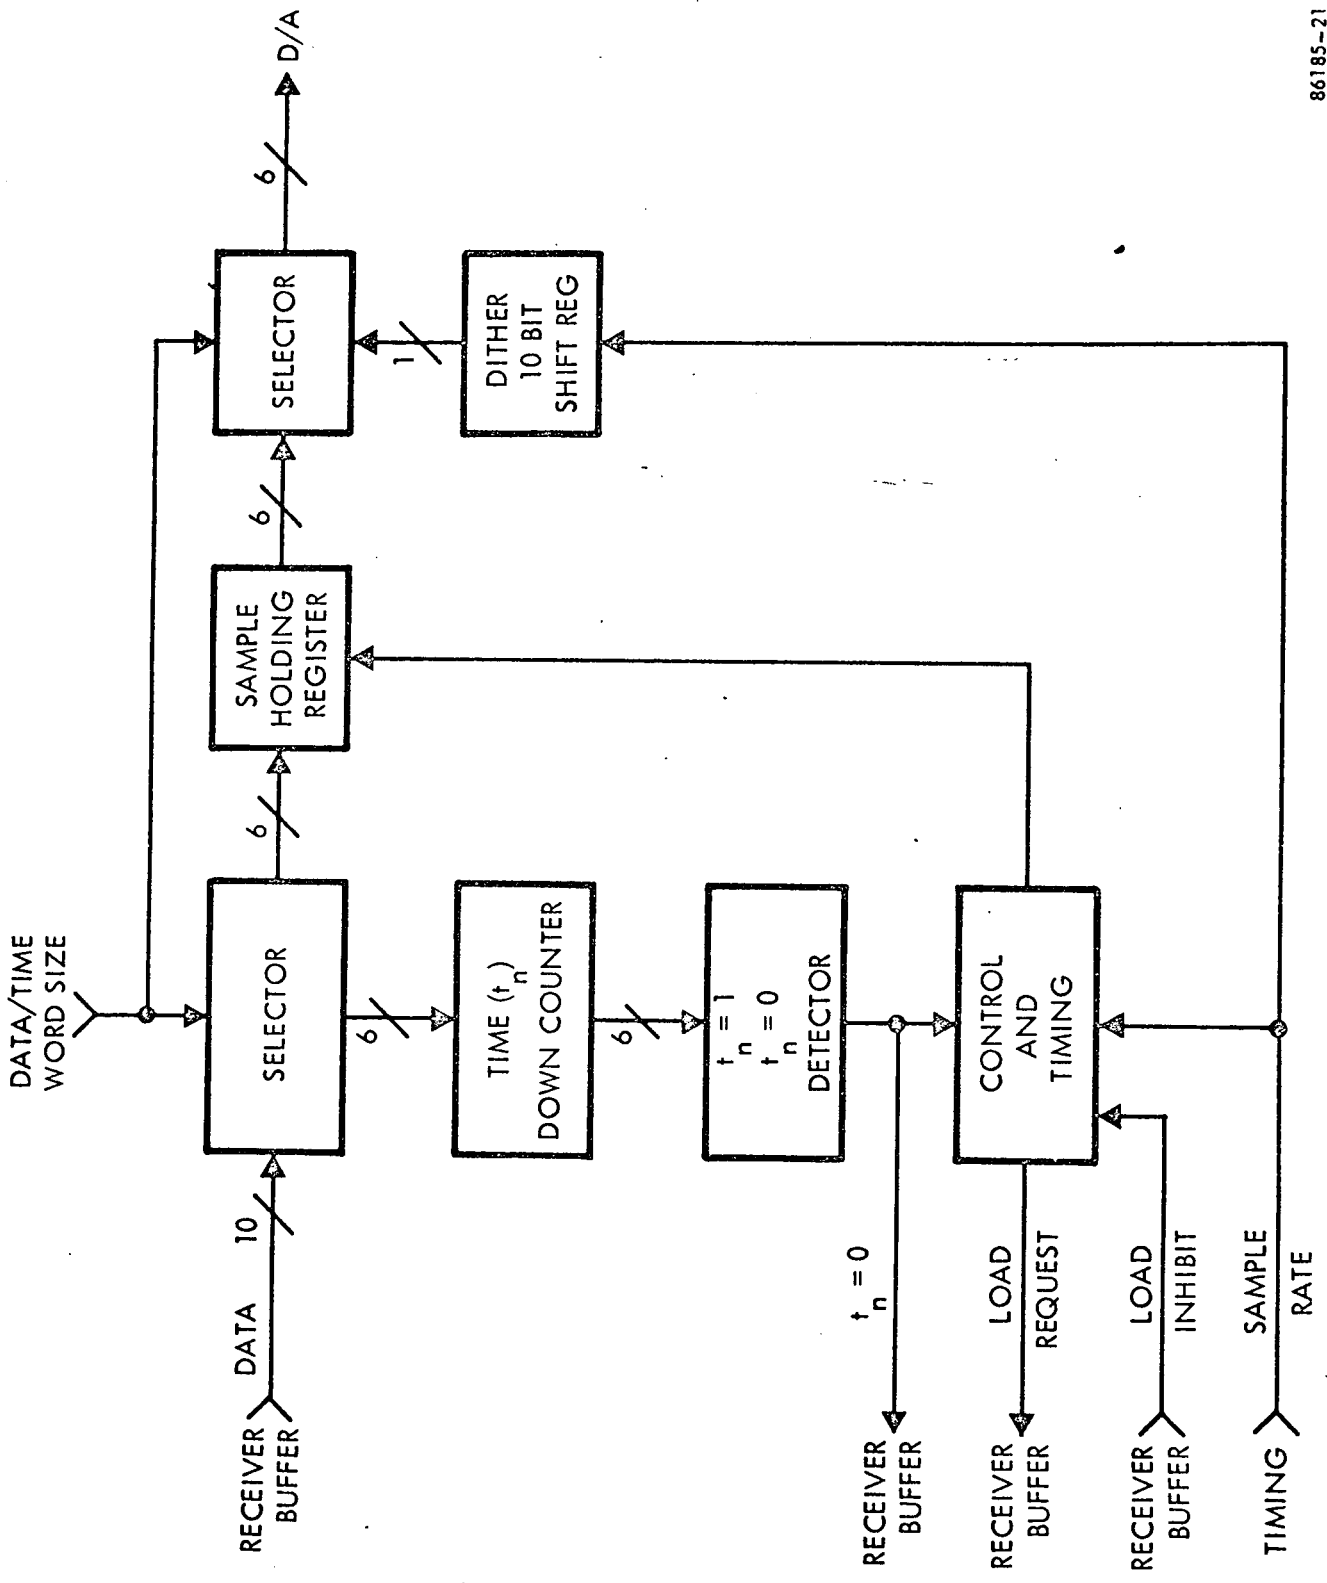 DATA/TIME
WORD SIZE
RECEIVER
BUFFER
DATA
10
SELECTOR
6
SAMPLE
HOLDING
REGISTER
6
SELECTOR
6
D/A
6
TIME (tn)
DOWN COUNTER
1
DITHER
10 BIT
SHIFT REG
6
tn = 1
tn = 0
DETECTOR
RECEIVER
BUFFER
tn = 0
CONTROL
AND
TIMING
RECEIVER
BUFFER
LOAD
REQUEST
RECEIVER
BUFFER
LOAD
INHIBIT
TIMING
SAMPLE
RATE
86185-21